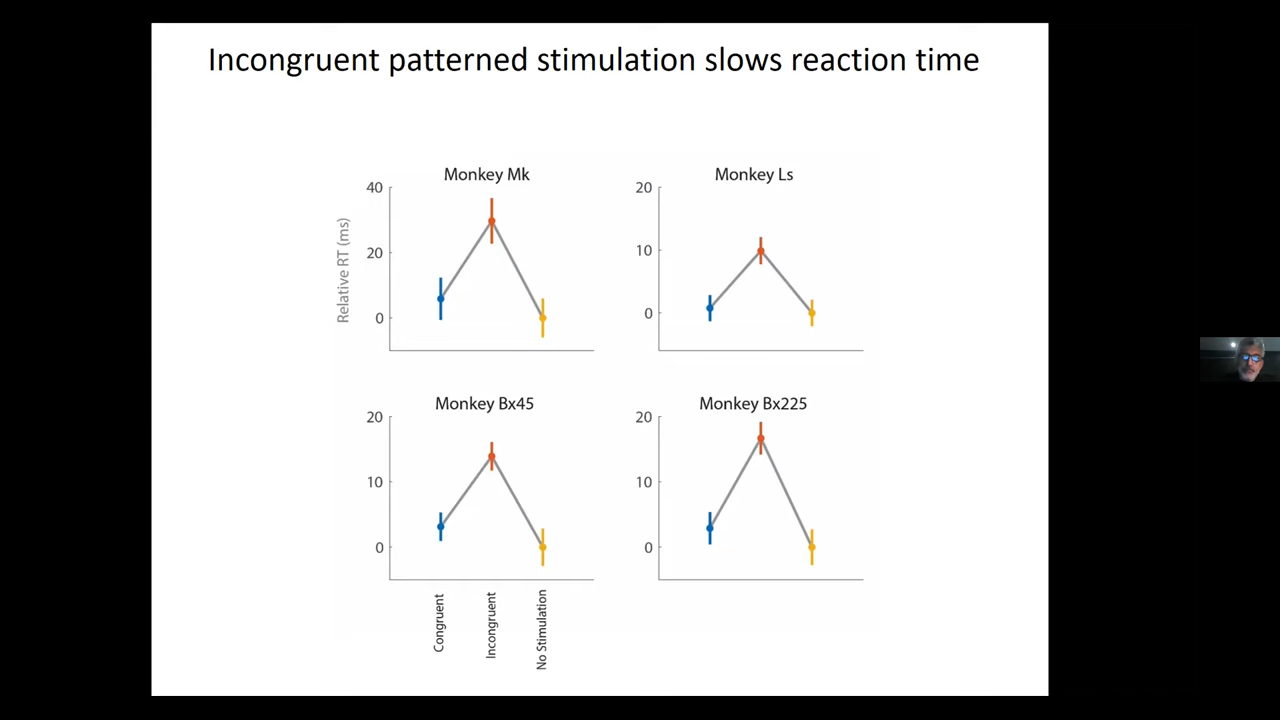 Incongruent patterned stimulation slows reaction time
Monkey Mk
40
20
0
Relative RT (ms)
Monkey Ls
20
10
0
Monkey Bx45
20
10
0
Congruent
Incongruent
No Stimulation
Monkey Bx225
20
10
0